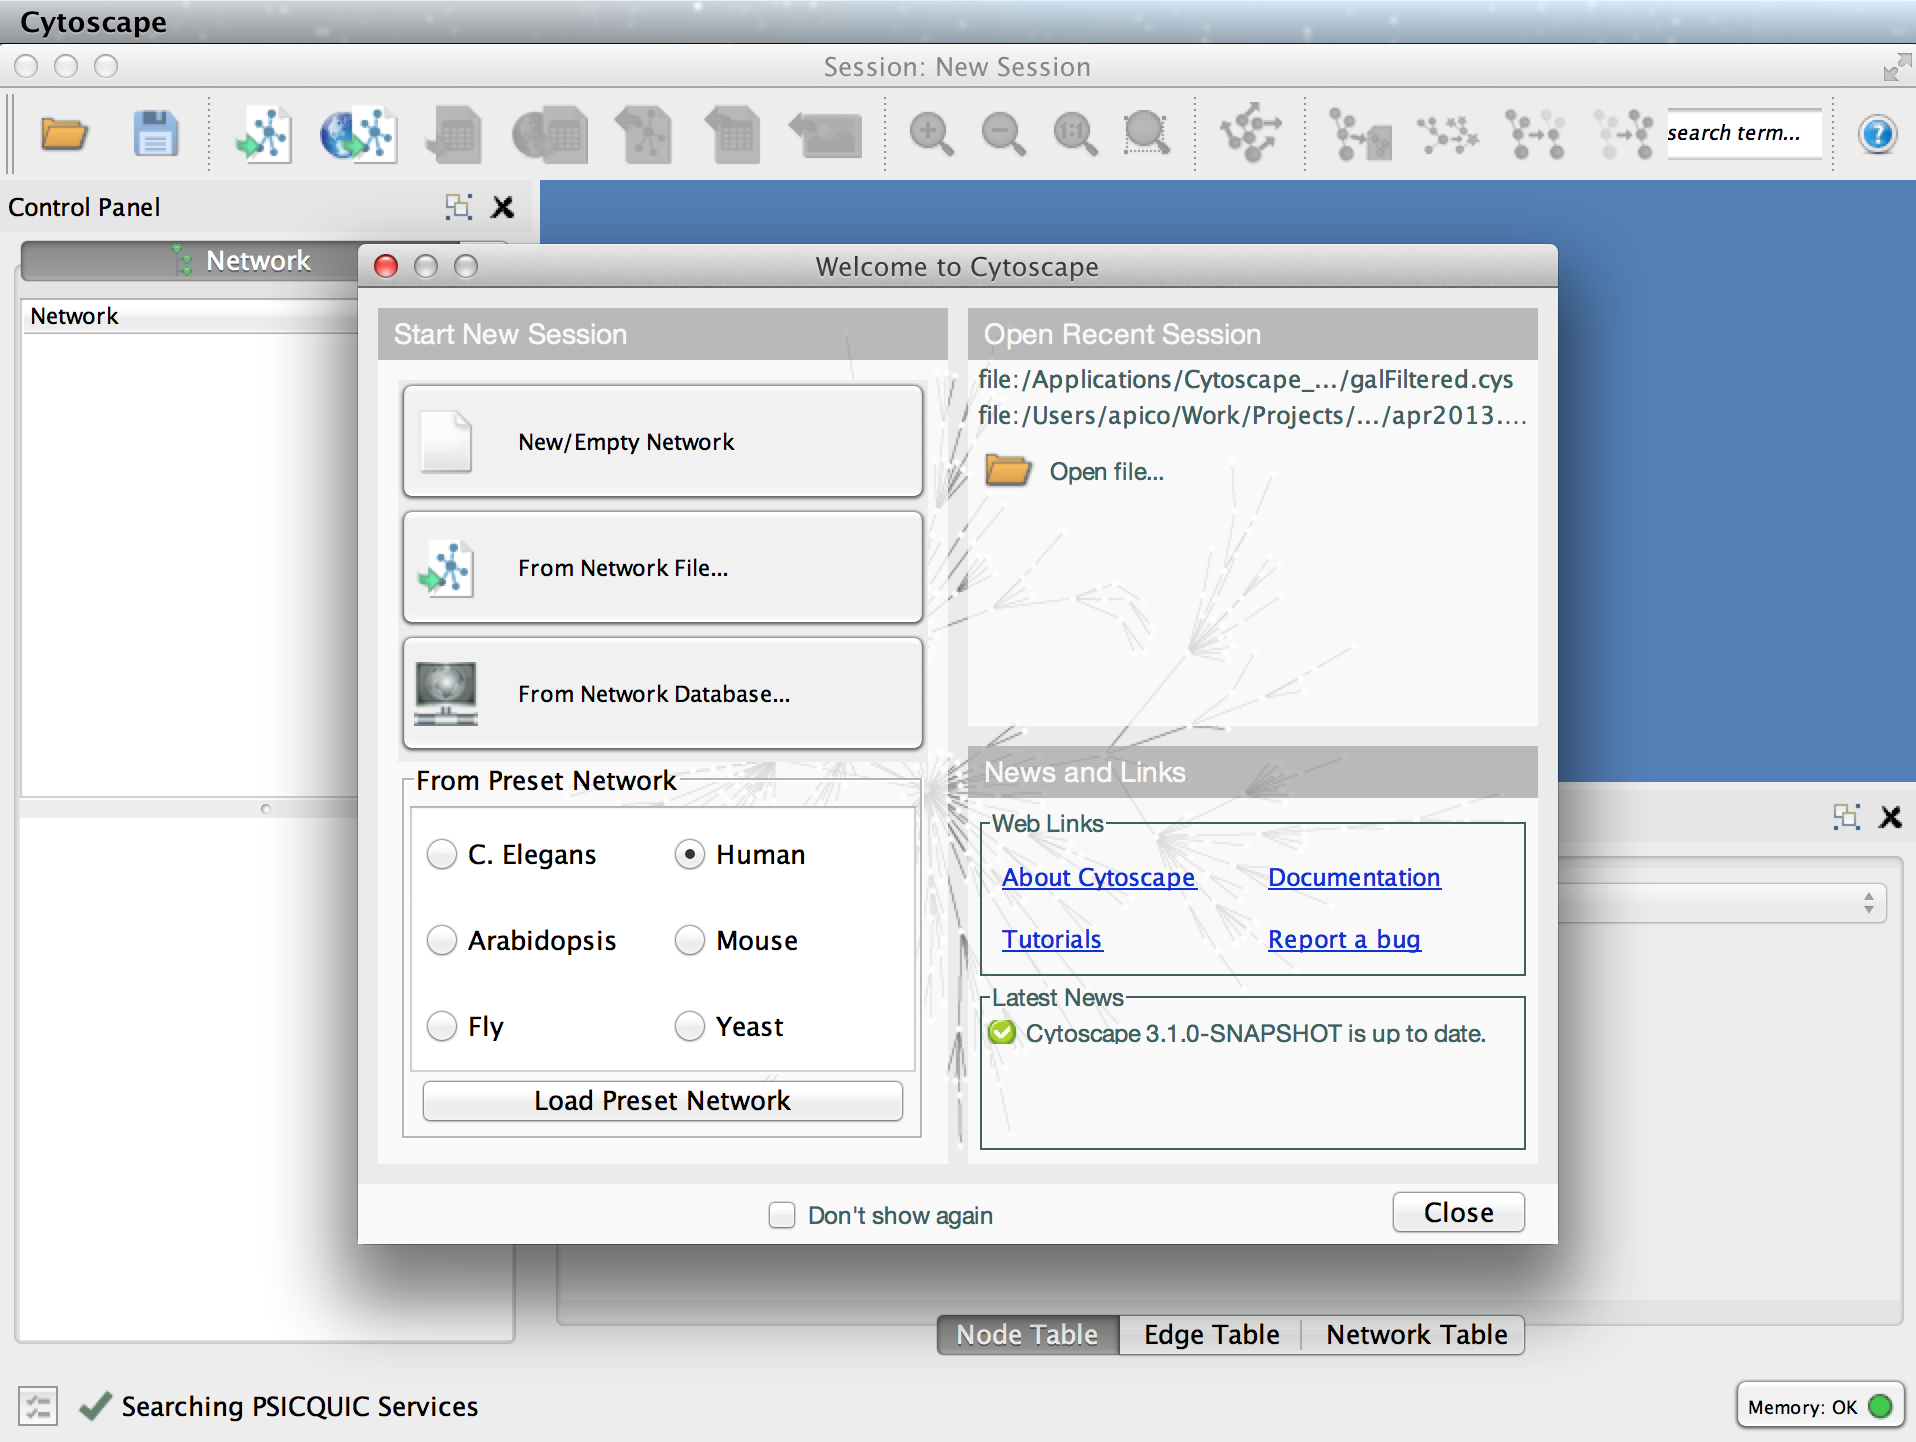 Cytoscape
Session: New Session
1:1
search term...
?
Control Panel
Network
Network
Welcome to Cytoscape
Start New Session
New/Empty Network
From Network File...
From Network Database...
From Preset Network
C. Elegans
Human
Arabidopsis
Mouse
Fly
Yeast
Load Preset Network
Open Recent Session
file:/Applications/Cytoscape_.../galFiltered.cys
file:/Users/apico/Work/Projects/.../apr2013....
Open file...
News and Links
Web Links
About Cytoscape
Documentation
Tutorials
Report a bug
Latest News
Cytoscape 3.1.0-SNAPSHOT is up to date.
Don't show again
Close
Node Table
Edge Table
Network Table
Searching PSICQUIC Services
Memory: OK